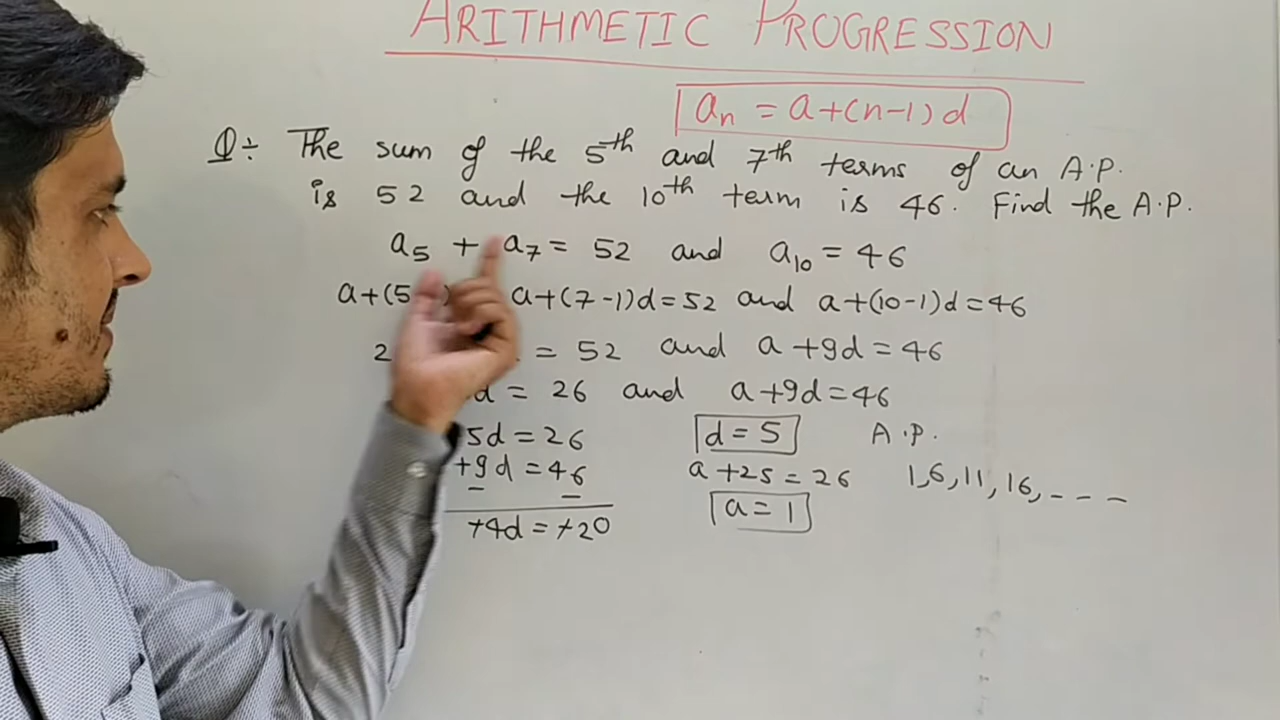 ARITHMETIC PROGRESSION
aₙ = a+(n-1)d
Q÷ The sum of the 5th and 7th terms of an A.P.
is 52 and the 10th term is 46. Find the A.P.
a₅ + a₇ = 52 and a₁₀ = 46
a+(5 a+(7-1)d=52 and a+(10-1)d=46
2 = 52 and a+9d=46
d = 26 and a+9d=46
5d=26 d=5 A.P.
+9d=46 a+25=26 1,6,11,16,---
- -
+4d=+20 a=1